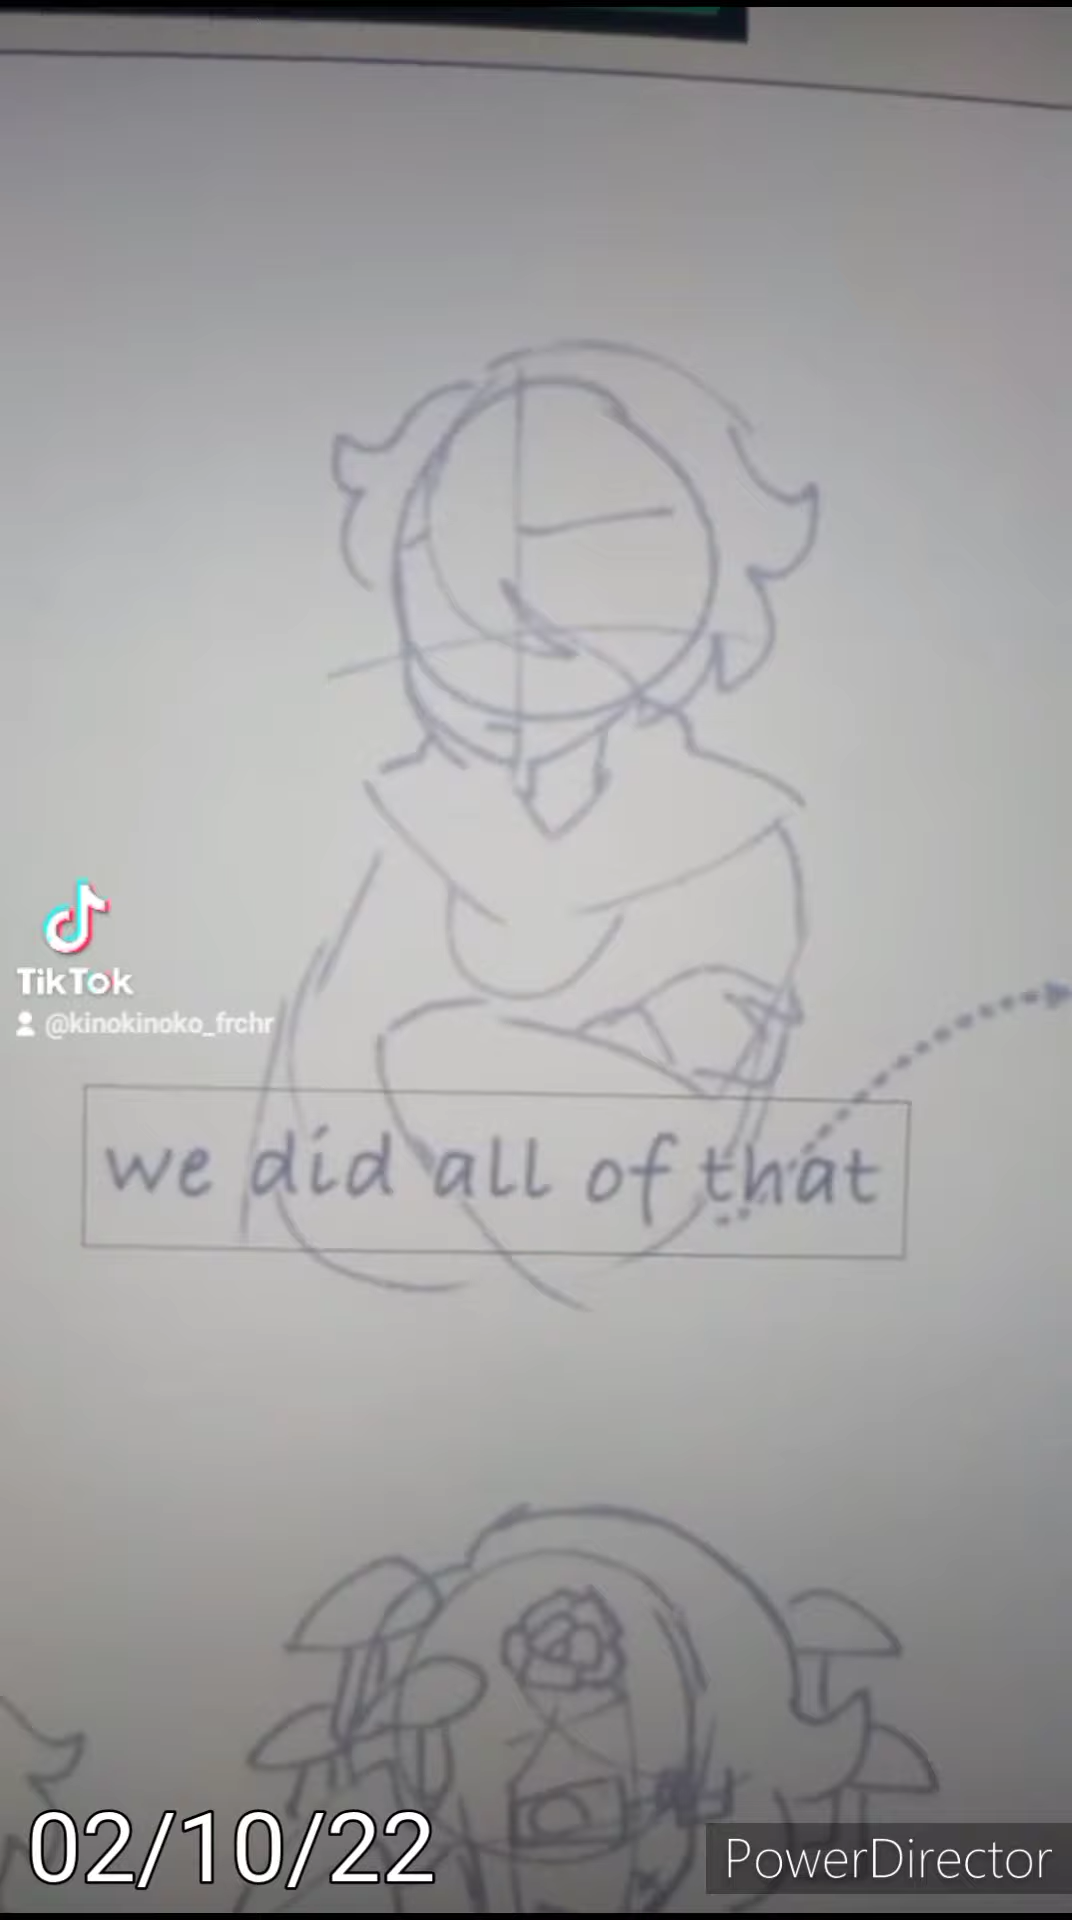 TikTok
@kinokinoko_frchr
we did all of that
02/10/22
PowerDirector